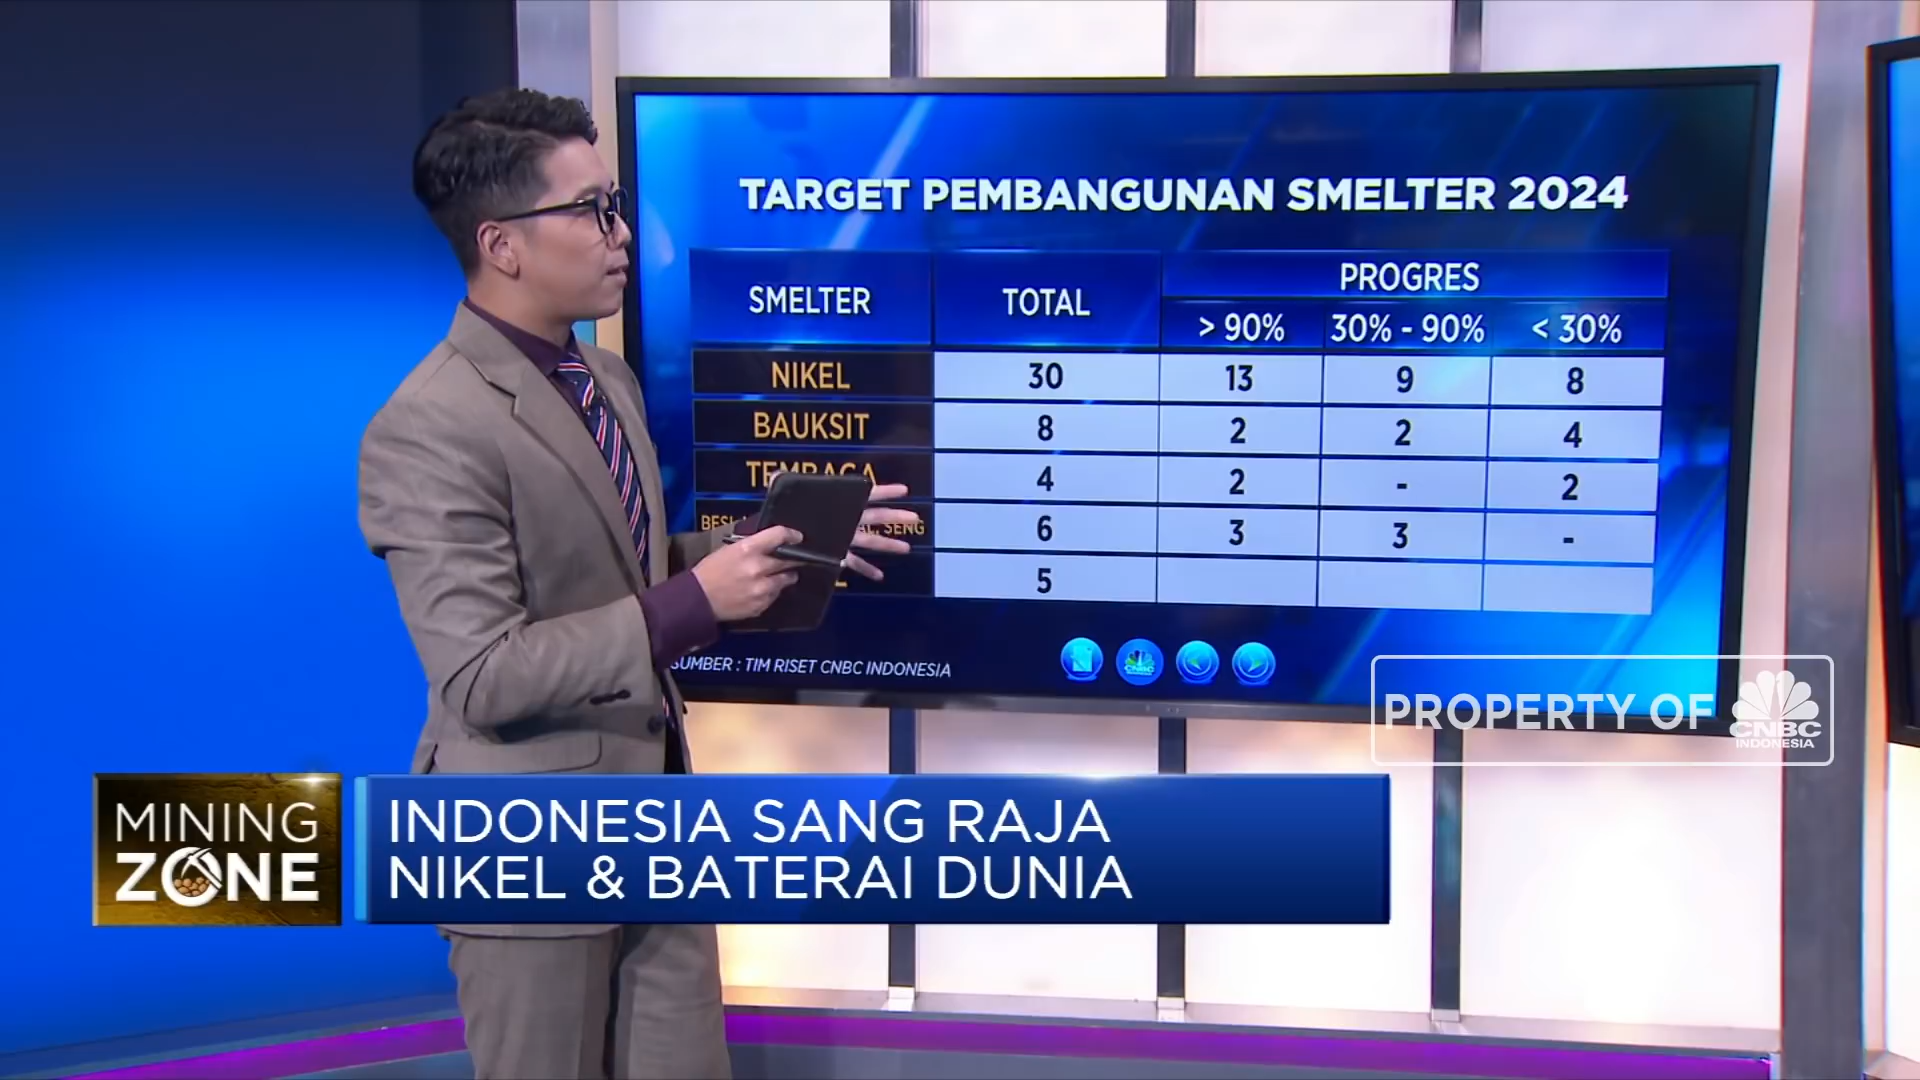 TARGET PEMBANGUNAN SMELTER 2024
SMELTER TOTAL PROGRES
> 90% 30% - 90% < 30%
NIKEL 30 13 9 8
BAUKSIT 8 2 2 4
TEMBAGA 4 2 - 2
SENG 6 3 3 -
5
SUMBER : TIM RISET CNBC INDONESIA
CNBC
PROPERTY OF CNBC INDONESIA
MINING ZONE
INDONESIA SANG RAJA
NIKEL & BATERAI DUNIA